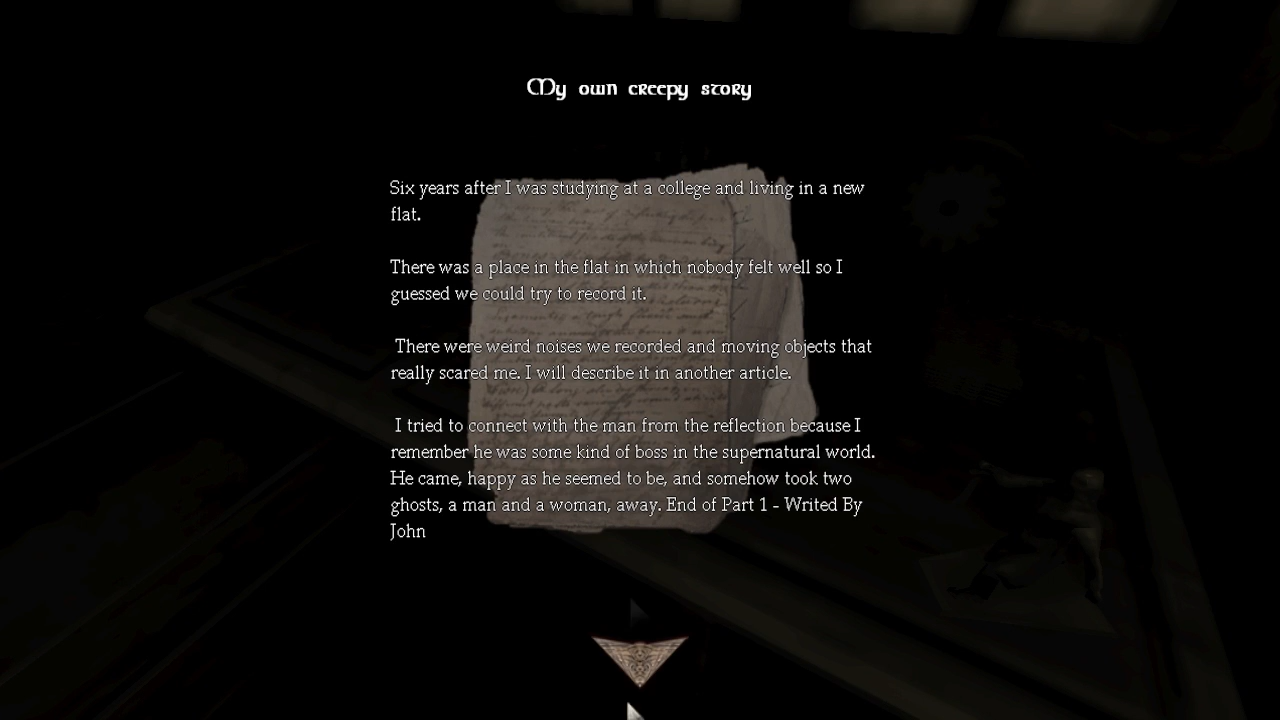 My own creepy story
Six years after I was studying at a college and living in a new
flat.
There was a place in the flat in which nobody felt well so I
guessed we could try to record it.
There were weird noises we recorded and moving objects that
really scared me. I will describe it in another article.
I tried to connect with the man from the reflection because I
remember he was some kind of boss in the supernatural world.
He came, happy as he seemed to be, and somehow took two
ghosts, a man and a woman, away. End of Part 1 - Writed By
John